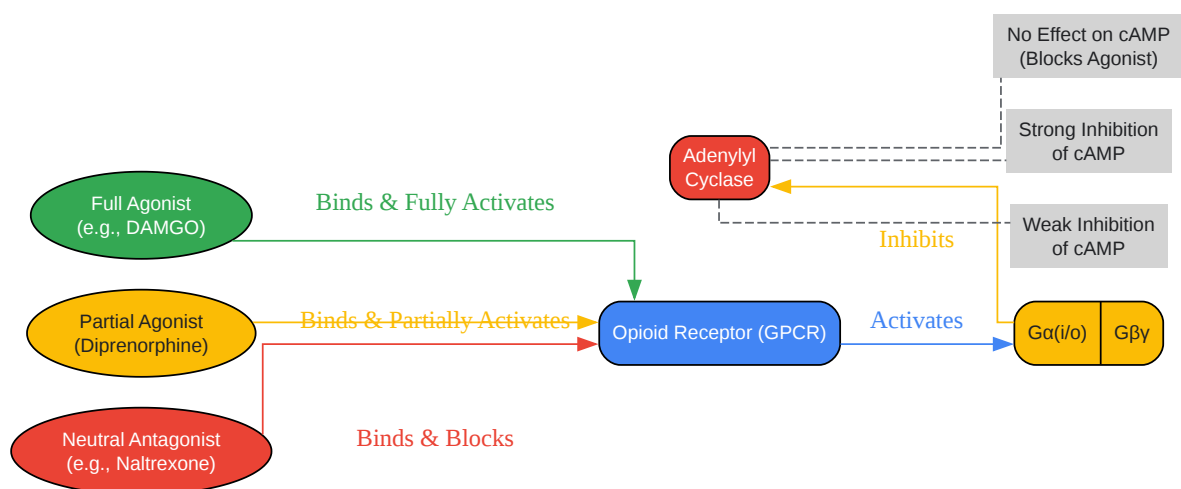 No Effect on cAMP
(Blocks Agonist)
Strong Inhibition
of cAMP
Adenylyl
Cyclase
Full Agonist
(e.g., DAMGO)
Binds & Fully Activates
Weak Inhibition
of cAMP
Inhibits
Partial Agonist
(Diprenorphine)
Binds & Partially Activates
Opioid Receptor (GPCR)
Activates
Gα(i/o)
Gβγ
Neutral Antagonist
(e.g., Naltrexone)
Binds & Blocks